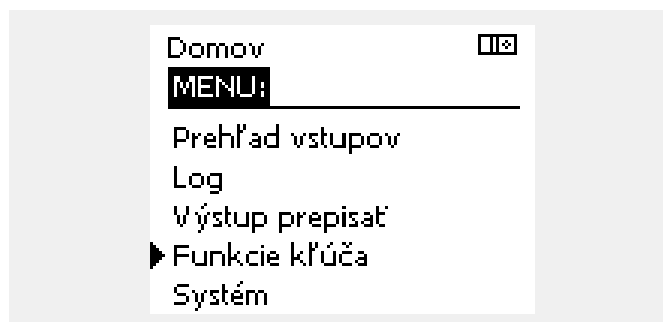 Domov
MENU:
Prehľad vstupov
Log
Výstup prepisať
Funkcie kľúča
Systém